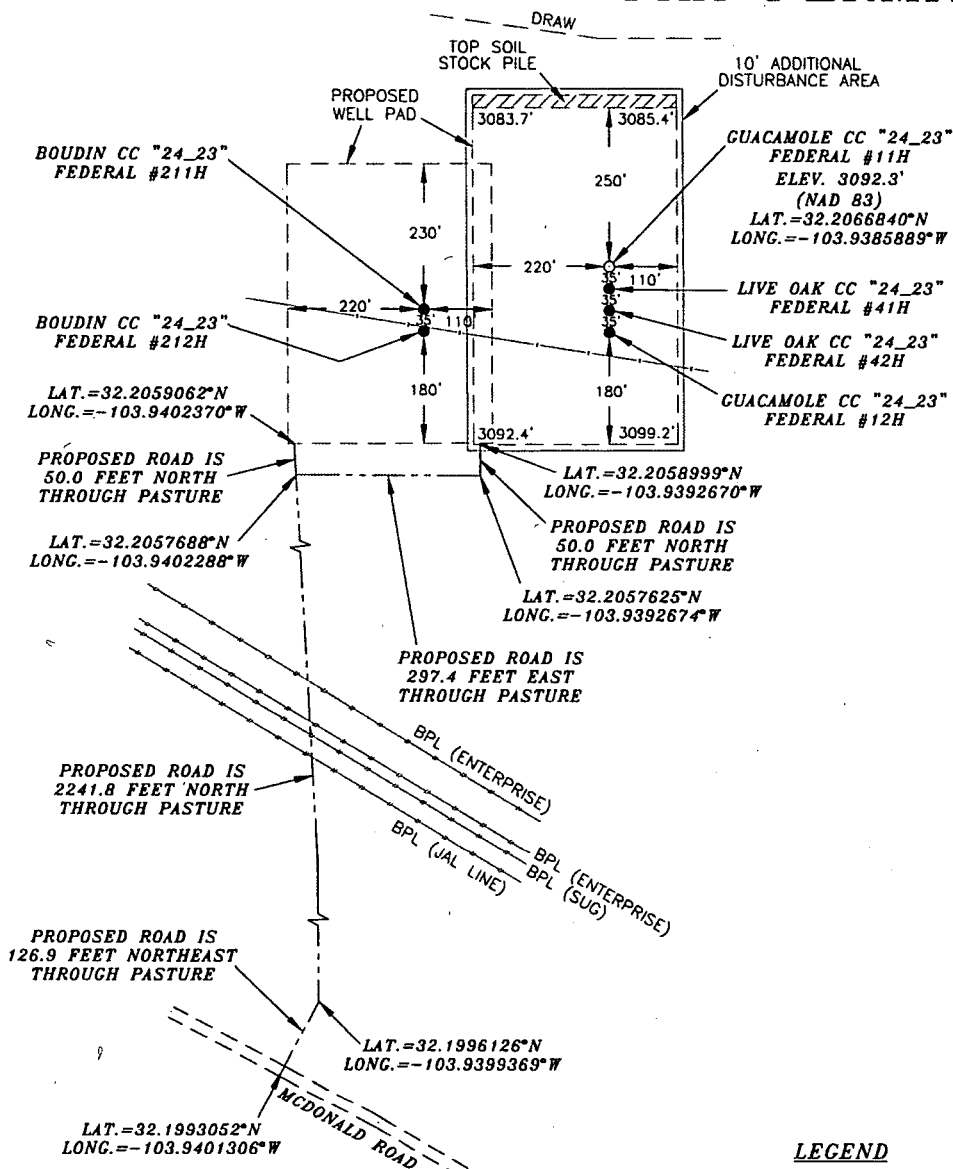 DRAW
TOP SOIL
STOCK PILE
10' ADDITIONAL
DISTURBANCE AREA
PROPOSED
WELL PAD
3083.7'
3085.4'
BOUDIN CC "24_23"
FEDERAL #211H
GUACAMOLE CC "24_23"
FEDERAL #11H
ELEV. 3092.3'
(NAD 83)
LAT.=32.2066840°N
LONG.=-103.9385889°W
250'
230'
220'
110'
35'
35'
35'
LIVE OAK CC "24_23"
FEDERAL #41H
LIVE OAK CC "24_23"
FEDERAL #42H
GUACAMOLE CC "24_23"
FEDERAL #12H
220'
35'
110
BOUDIN CC "24_23"
FEDERAL #212H
180'
180'
3092.4'
3099.2'
LAT.=32.2059062°N
LONG.=-103.9402370°W
PROPOSED ROAD IS
50.0 FEET NORTH
THROUGH PASTURE
LAT.=32.2058999°N
LONG.=-103.9392670°W
PROPOSED ROAD IS
50.0 FEET NORTH
THROUGH PASTURE
LAT.=32.2057688°N
LONG.=-103.9402288°W
LAT.=32.2057625°N
LONG.=-103.9392674°W
PROPOSED ROAD IS
297.4 FEET EAST
THROUGH PASTURE
BPL (ENTERPRISE)
PROPOSED ROAD IS
2241.8 FEET NORTH
THROUGH PASTURE
BPL (JAL LINE)
BPL (ENTERPRISE)
BPL (SUG)
PROPOSED ROAD IS
126.9 FEET NORTHEAST
THROUGH PASTURE
LAT.=32.1996126°N
LONG.=-103.9399369°W
LAT.=32.1993052°N
LONG.=-103.9401306°W
MCDONALD ROAD
LEGEND